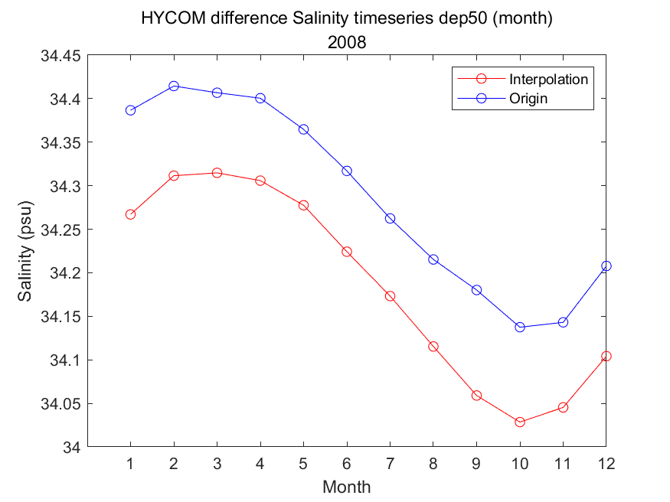 HYCOM difference Salinity timeseries dep50 (month)
2008
34.45
34.4
34.35
34.3
34.25
34.2
34.15
34.1
34.05
34
Salinity (psu)
Interpolation
Origin
1 2 3 4 5 6 7 8 9 10 11 12
Month